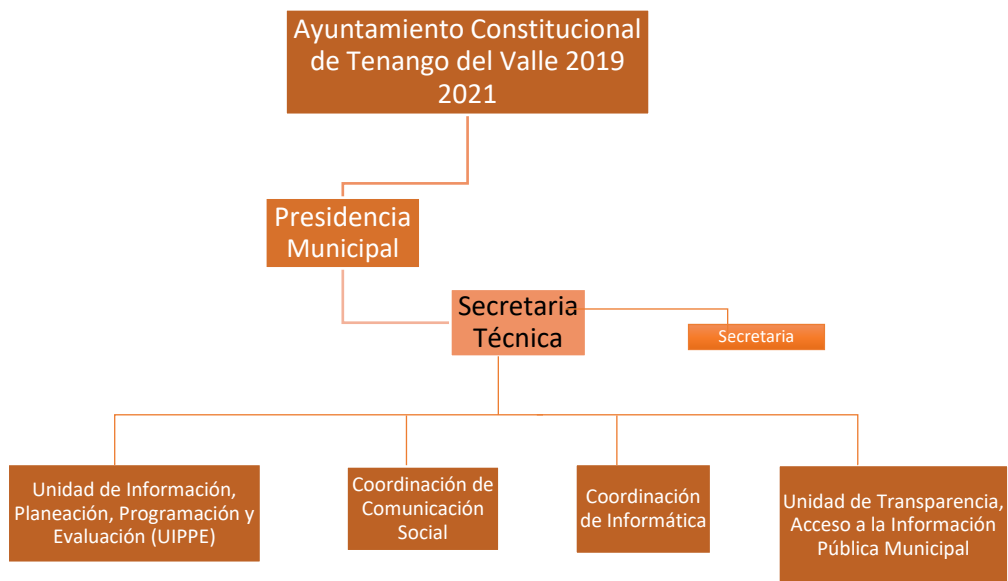 Ayuntamiento Constitucional
de Tenango del Valle 2019
2021
Presidencia
Municipal
Secretaria
Técnica
Secretaria
Unidad de Información,
Planeación, Programación y
Evaluación (UIPPE)
Coordinación de
Comunicación
Social
Coordinación
de Informática
Unidad de Transparencia,
Acceso a la Información
Pública Municipal